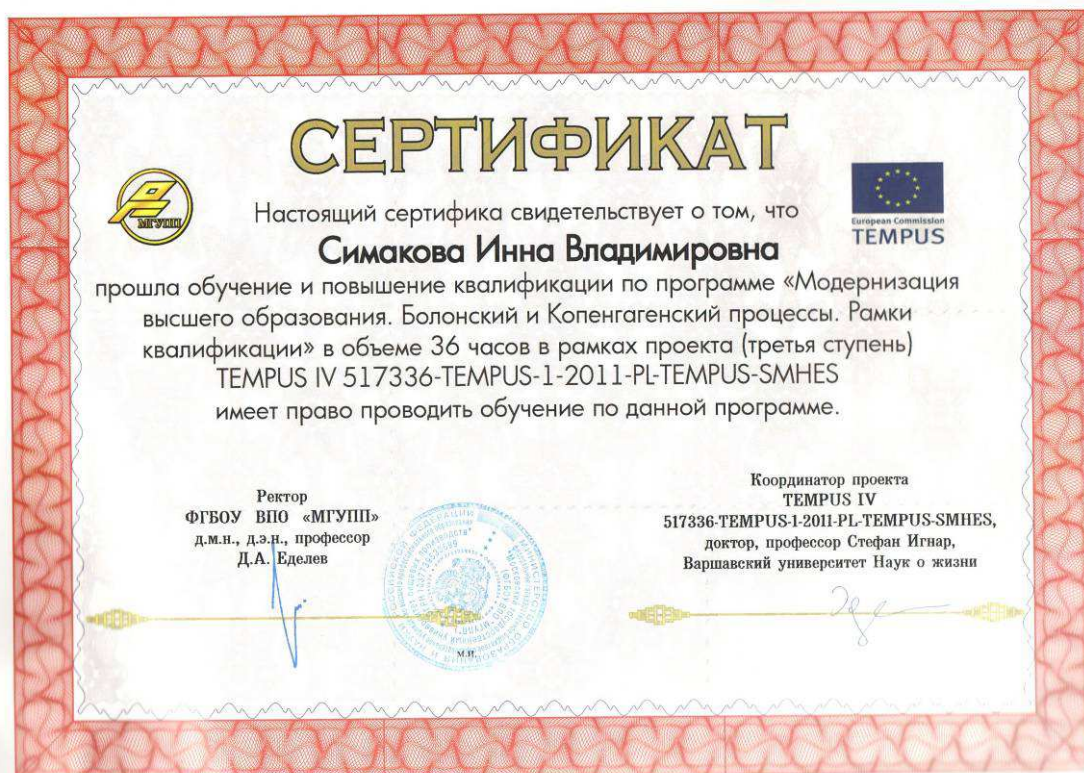 СЕРТИФИКАТ
МГУПП
European Commission
TEMPUS
Настоящий сертифика свидетельствует о том, что
Симакова Инна Владимировна
прошла обучение и повышение квалификации по программе «Модернизация
высшего образования. Болонский и Копенгагенский процессы. Рамки
квалификации» в объеме 36 часов в рамках проекта (третья ступень)
TEMPUS IV 517336-TEMPUS-1-2011-PL-TEMPUS-SMHES
имеет право проводить обучение по данной программе.
Ректор
ФГБОУ ВПО «МГУПП»
д.м.н., д.э.н., профессор
Д.А. Еделев
м.п.
Координатор проекта
TEMPUS IV
517336-TEMPUS-1-2011-PL-TEMPUS-SMHES,
доктор, профессор Стефан Игнар,
Варшавский университет Наук о жизни